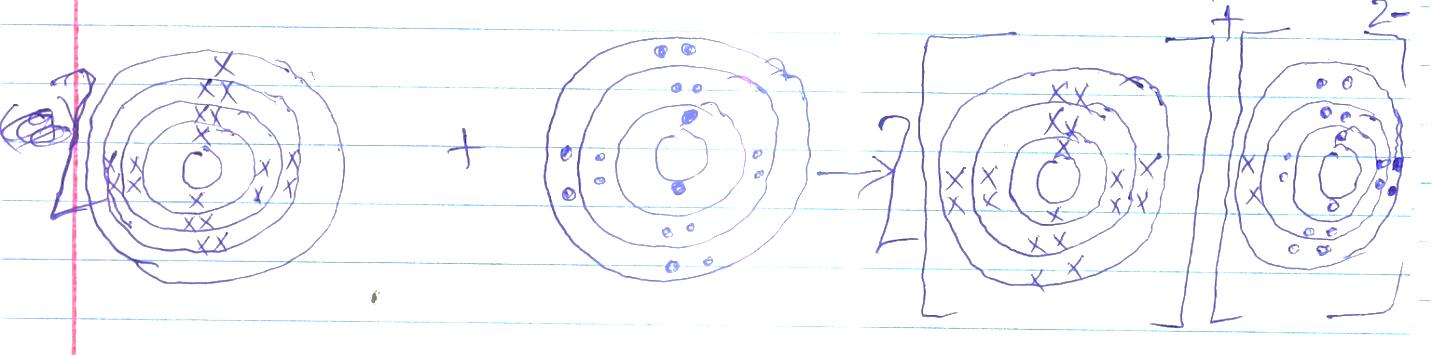 2 + → 2 + 2-